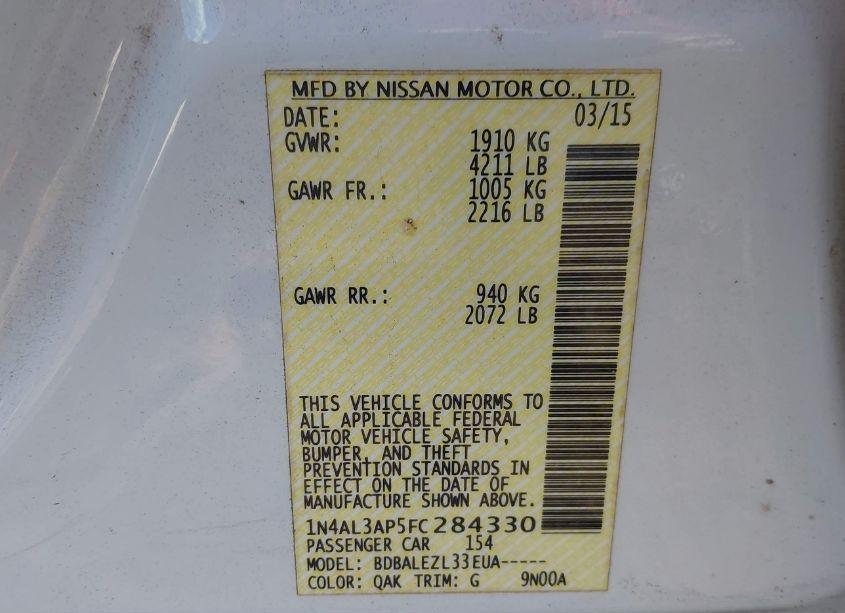 MFD BY NISSAN MOTOR CO., LTD.
DATE: 03/15
GVWR: 1910 KG
4211 LB
GAWR FR.: 1005 KG
2216 LB
GAWR RR.: 940 KG
2072 LB
THIS VEHICLE CONFORMS TO
ALL APPLICABLE FEDERAL
MOTOR VEHICLE SAFETY,
BUMPER, AND THEFT
PREVENTION STANDARDS IN
EFFECT ON THE DATE OF
MANUFACTURE SHOWN ABOVE.
1N4AL3AP5FC284330
PASSENGER CAR 154
MODEL: BDBALEZL33EUA-----
COLOR: QAK TRIM: G 9N00A